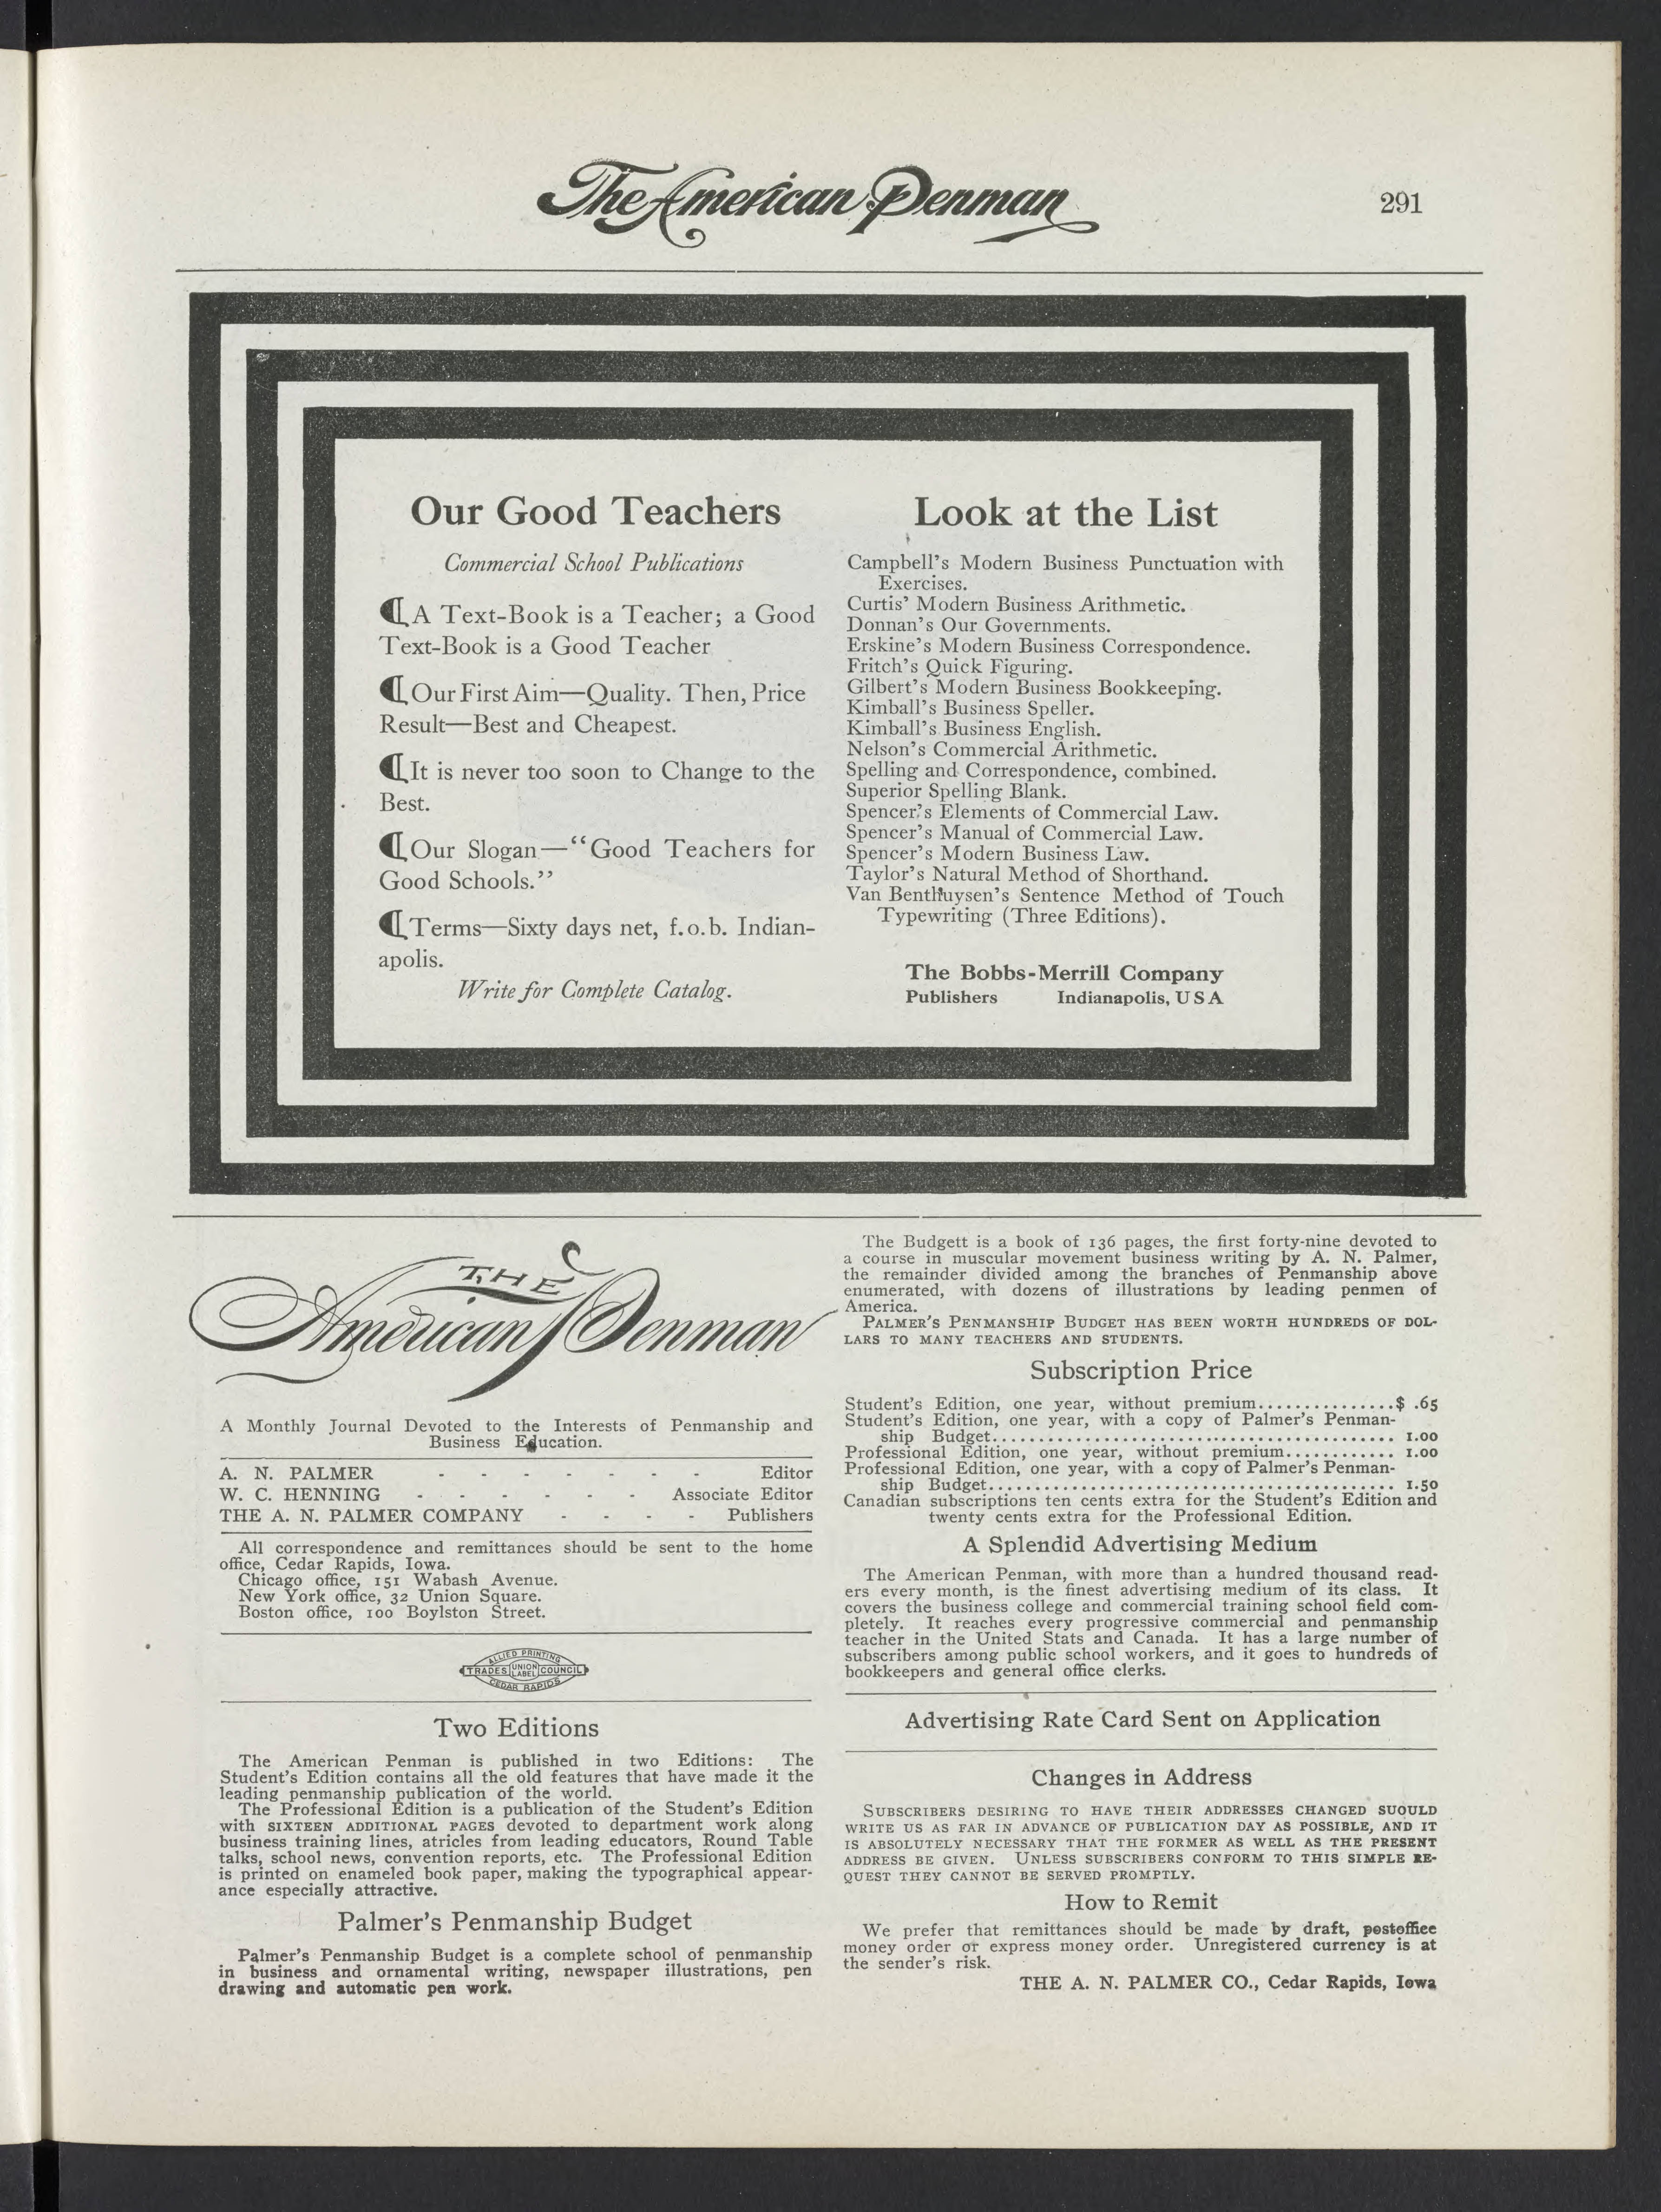 The American Penman
291
Our Good Teachers
Commercial School Publications
¶A Text-Book is a Teacher; a Good
Text-Book is a Good Teacher
¶Our First Aim—Quality. Then, Price
Result—Best and Cheapest.
¶It is never too soon to Change to the
Best.
¶Our Slogan—“Good Teachers for
Good Schools.”
¶Terms—Sixty days net, f.o.b. Indian-
apolis.
Write for Complete Catalog.
Look at the List
Campbell's Modern Business Punctuation with
Exercises.
Curtis' Modern Business Arithmetic.
Donnan's Our Governments.
Erskine's Modern Business Correspondence.
Fritch's Quick Figuring.
Gilbert's Modern Business Bookkeeping.
Kimball's Business Speller.
Kimball's Business English.
Nelson's Commercial Arithmetic.
Spelling and Correspondence, combined.
Superior Spelling Blank.
Spencer's Elements of Commercial Law.
Spencer's Manual of Commercial Law.
Spencer's Modern Business Law.
Taylor's Natural Method of Shorthand.
Van Benthuysen's Sentence Method of Touch
Typewriting (Three Editions).
The Bobbs-Merrill Company
Publishers Indianapolis, U S A
THE
American Penman
A Monthly Journal Devoted to the Interests of Penmanship and
Business Education.
A. N. PALMER - - - - - - - Editor
W. C. HENNING - - - - - - Associate Editor
THE A. N. PALMER COMPANY - - - - Publishers
All correspondence and remittances should be sent to the home
office, Cedar Rapids, Iowa.
Chicago office, 151 Wabash Avenue.
New York office, 32 Union Square.
Boston office, 100 Boylston Street.
ALLIED PRINTING
TRADES UNION LABEL COUNCIL
CEDAR RAPIDS
Two Editions
The American Penman is published in two Editions: The
Student's Edition contains all the old features that have made it the
leading penmanship publication of the world.
The Professional Edition is a publication of the Student's Edition
with SIXTEEN ADDITIONAL PAGES devoted to department work along
business training lines, atricles from leading educators, Round Table
talks, school news, convention reports, etc. The Professional Edition
is printed on enameled book paper, making the typographical appear-
ance especially attractive.
Palmer's Penmanship Budget
Palmer's Penmanship Budget is a complete school of penmanship
in business and ornamental writing, newspaper illustrations, pen
drawing and automatic pen work.
The Budgett is a book of 136 pages, the first forty-nine devoted to
a course in muscular movement business writing by A. N. Palmer,
the remainder divided among the branches of Penmanship above
enumerated, with dozens of illustrations by leading penmen of
America.
PALMER'S PENMANSHIP BUDGET HAS BEEN WORTH HUNDREDS OF DOL-
LARS TO MANY TEACHERS AND STUDENTS.
Subscription Price
Student's Edition, one year, without premium...............$ .65
Student's Edition, one year, with a copy of Palmer's Penman-
ship Budget........................................... 1.00
Professional Edition, one year, without premium............ 1.00
Professional Edition, one year, with a copy of Palmer's Penman-
ship Budget........................................... 1.50
Canadian subscriptions ten cents extra for the Student's Edition and
twenty cents extra for the Professional Edition.
A Splendid Advertising Medium
The American Penman, with more than a hundred thousand read-
ers every month, is the finest advertising medium of its class. It
covers the business college and commercial training school field com-
pletely. It reaches every progressive commercial and penmanship
teacher in the United Stats and Canada. It has a large number of
subscribers among public school workers, and it goes to hundreds of
bookkeepers and general office clerks.
Advertising Rate Card Sent on Application
Changes in Address
SUBSCRIBERS DESIRING TO HAVE THEIR ADDRESSES CHANGED SUOULD
WRITE US AS FAR IN ADVANCE OF PUBLICATION DAY AS POSSIBLE, AND IT
IS ABSOLUTELY NECESSARY THAT THE FORMER AS WELL AS THE PRESENT
ADDRESS BE GIVEN. UNLESS SUBSCRIBERS CONFORM TO THIS SIMPLE RE-
QUEST THEY CANNOT BE SERVED PROMPTLY.
How to Remit
We prefer that remittances should be made by draft, postoffice
money order or express money order. Unregistered currency is at
the sender's risk.
THE A. N. PALMER CO., Cedar Rapids, Iowa